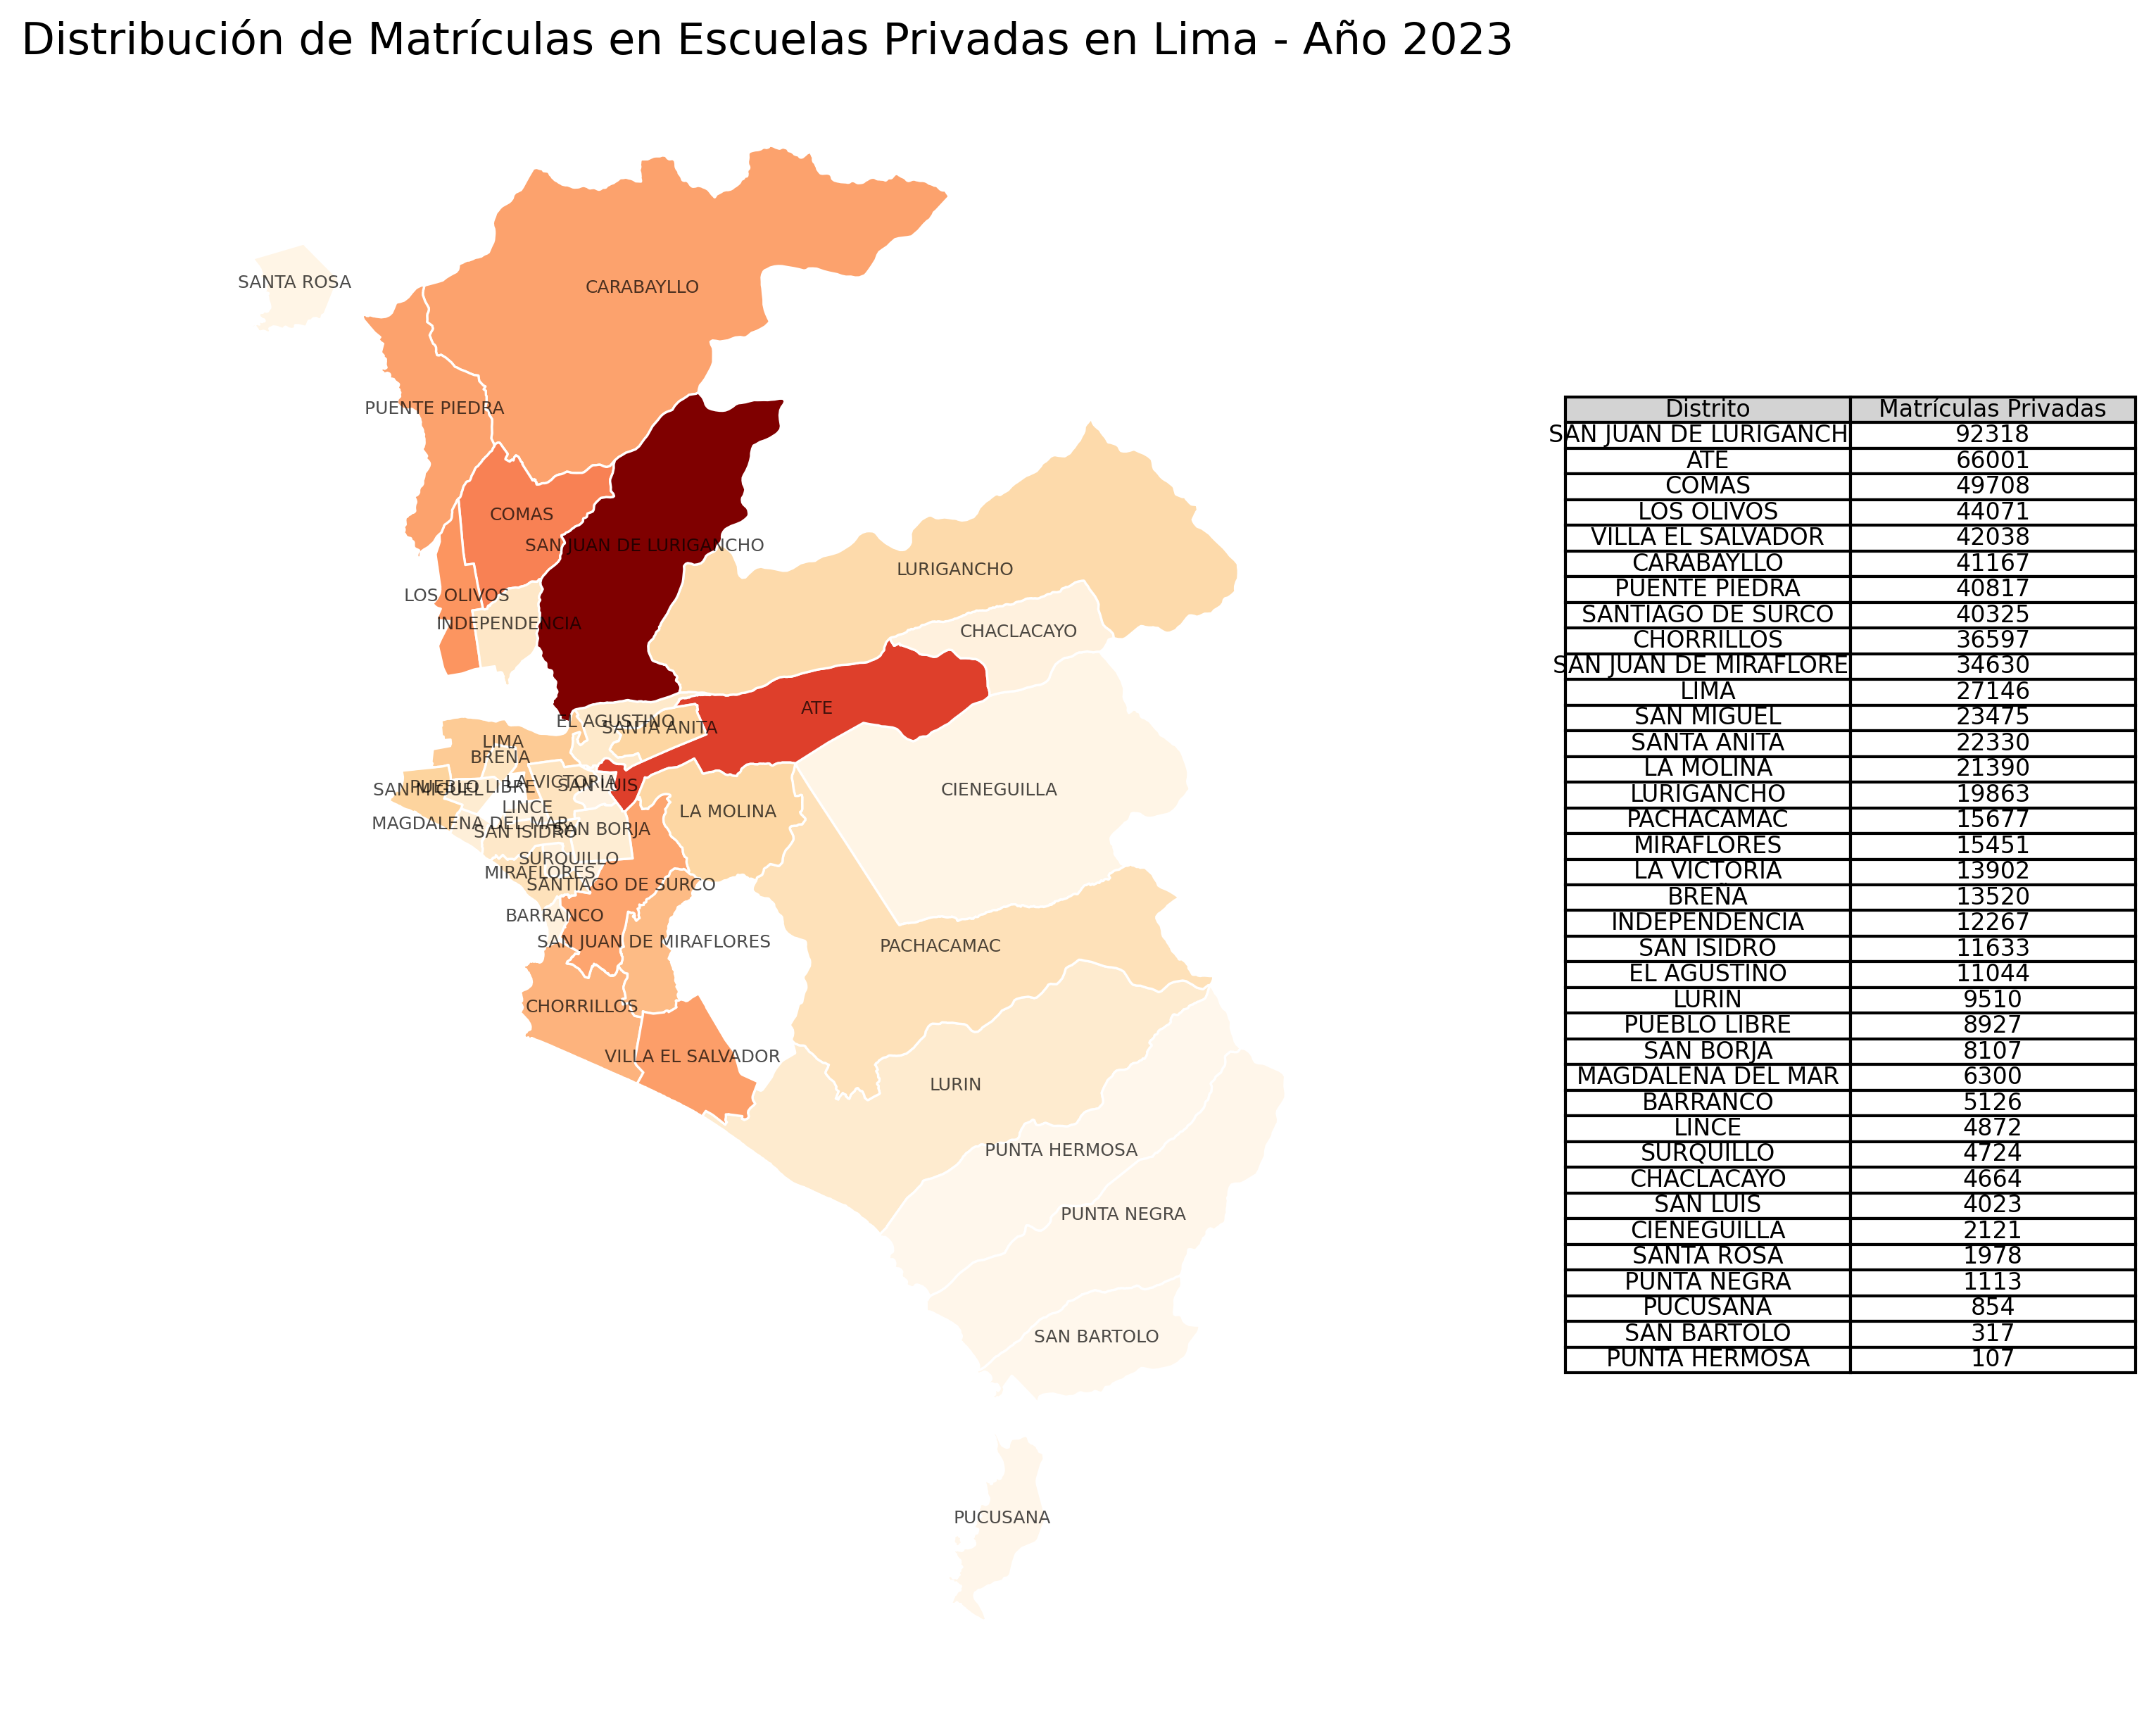 Distribución de Matrículas en Escuelas Privadas en Lima - Año 2023
SANTA ROSA
CARABAYLLO
PUENTE PIEDRA
COMAS
SAN JUAN DE LURIGANCHO
LURIGANCHO
LOS OLIVOS
INDEPENDENCIA
CHACLACAYO
ATE
EL AGUSTINO
SANTA ANITA
LIMA
BREÑA
LA VICTORIA
SAN LUIS
PUEBLO LIBRE
SAN MIGUEL
CIENEGUILLA
LINCE
LA MOLINA
MAGDALENA DEL MAR
SAN ISIDRO
SAN BORJA
SURQUILLO
MIRAFLORES
SANTIAGO DE SURCO
BARRANCO
SAN JUAN DE MIRAFLORES
PACHACAMAC
CHORRILLOS
VILLA EL SALVADOR
LURIN
PUNTA HERMOSA
PUNTA NEGRA
SAN BARTOLO
PUCUSANA
Distrito Matrículas Privadas
SAN JUAN DE LURIGANCH 92318
ATE 66001
COMAS 49708
LOS OLIVOS 44071
VILLA EL SALVADOR 42038
CARABAYLLO 41167
PUENTE PIEDRA 40817
SANTIAGO DE SURCO 40325
CHORRILLOS 36597
SAN JUAN DE MIRAFLORE 34630
LIMA 27146
SAN MIGUEL 23475
SANTA ANITA 22330
LA MOLINA 21390
LURIGANCHO 19863
PACHACAMAC 15677
MIRAFLORES 15451
LA VICTORIA 13902
BREÑA 13520
INDEPENDENCIA 12267
SAN ISIDRO 11633
EL AGUSTINO 11044
LURIN 9510
PUEBLO LIBRE 8927
SAN BORJA 8107
MAGDALENA DEL MAR 6300
BARRANCO 5126
LINCE 4872
SURQUILLO 4724
CHACLACAYO 4664
SAN LUIS 4023
CIENEGUILLA 2121
SANTA ROSA 1978
PUNTA NEGRA 1113
PUCUSANA 854
SAN BARTOLO 317
PUNTA HERMOSA 107